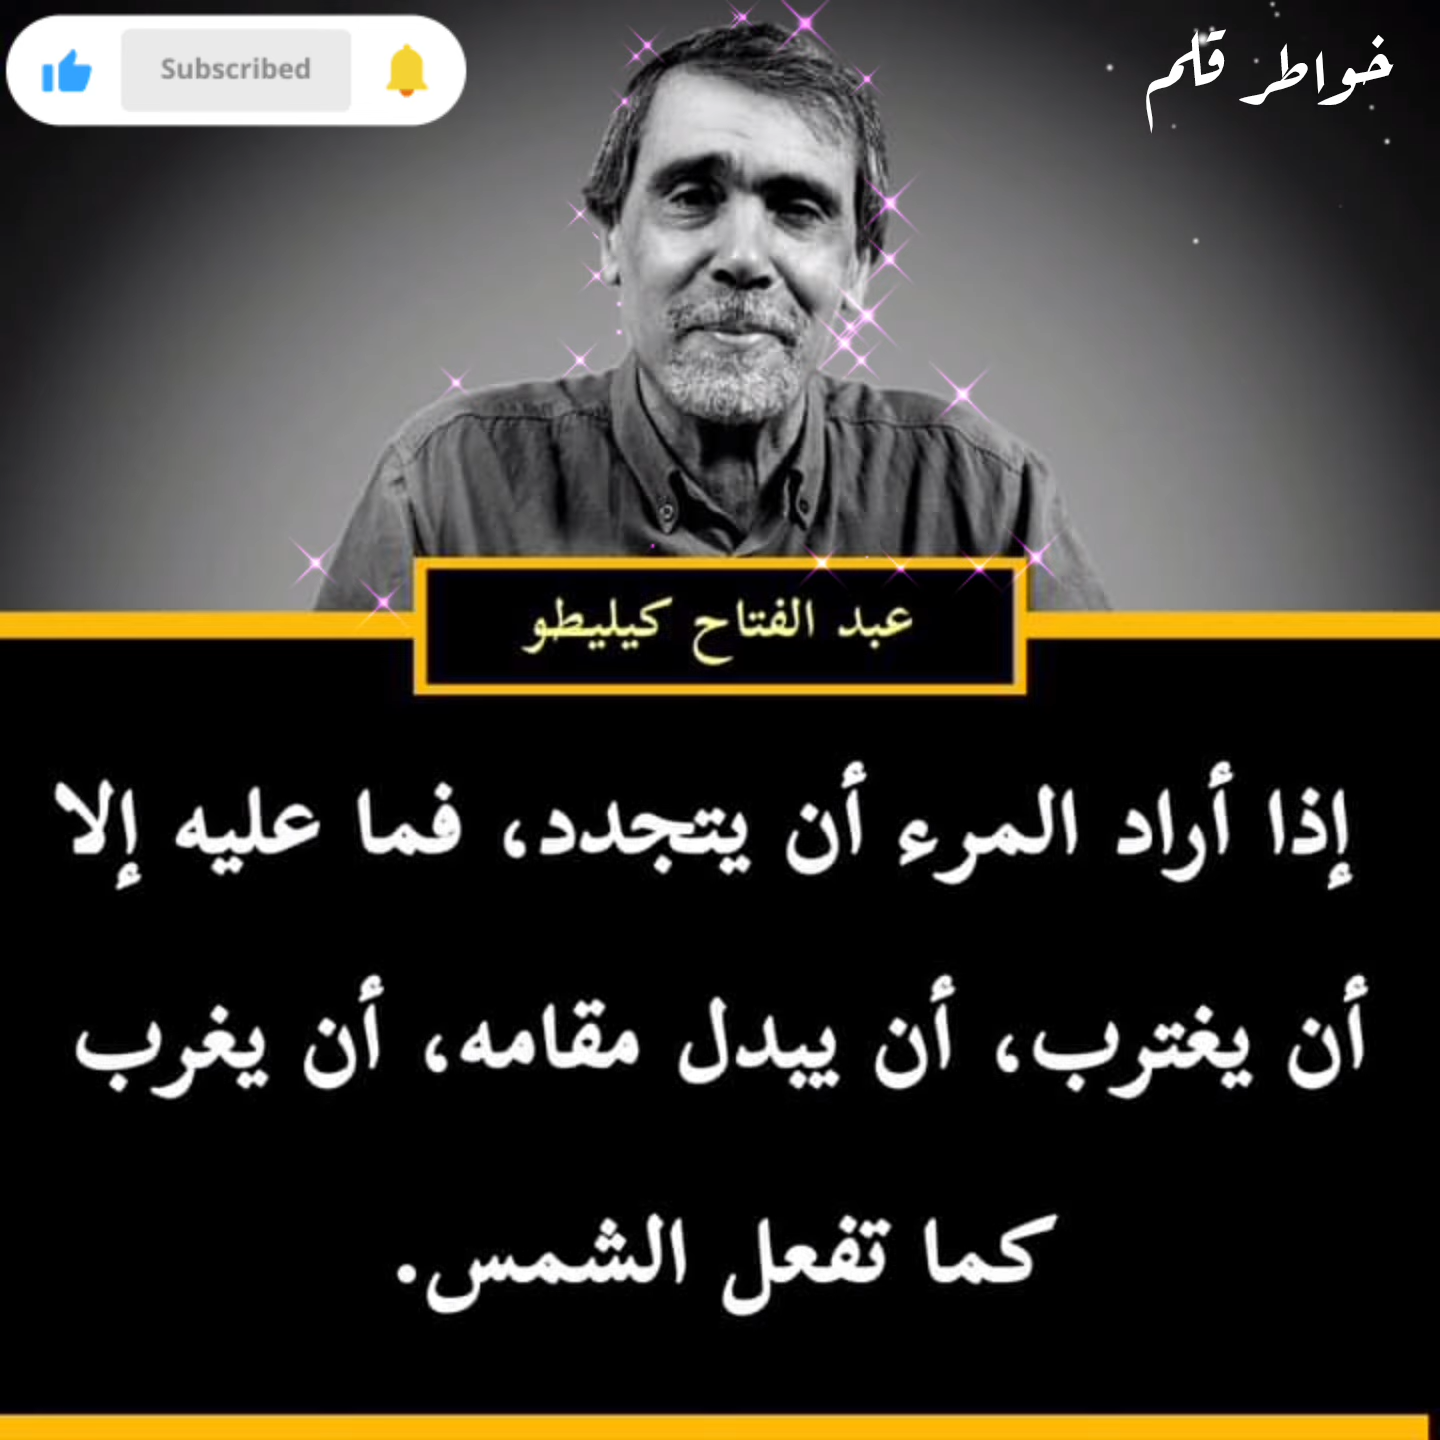 Subscribed
خواطر قلم
عبد الفتاح كيليطو
إذا أراد المرء أن يتجدد، فما عليه إلا
أن يغترب، أن يبدل مقامه، أن يغرب
كما تفعل الشمس.